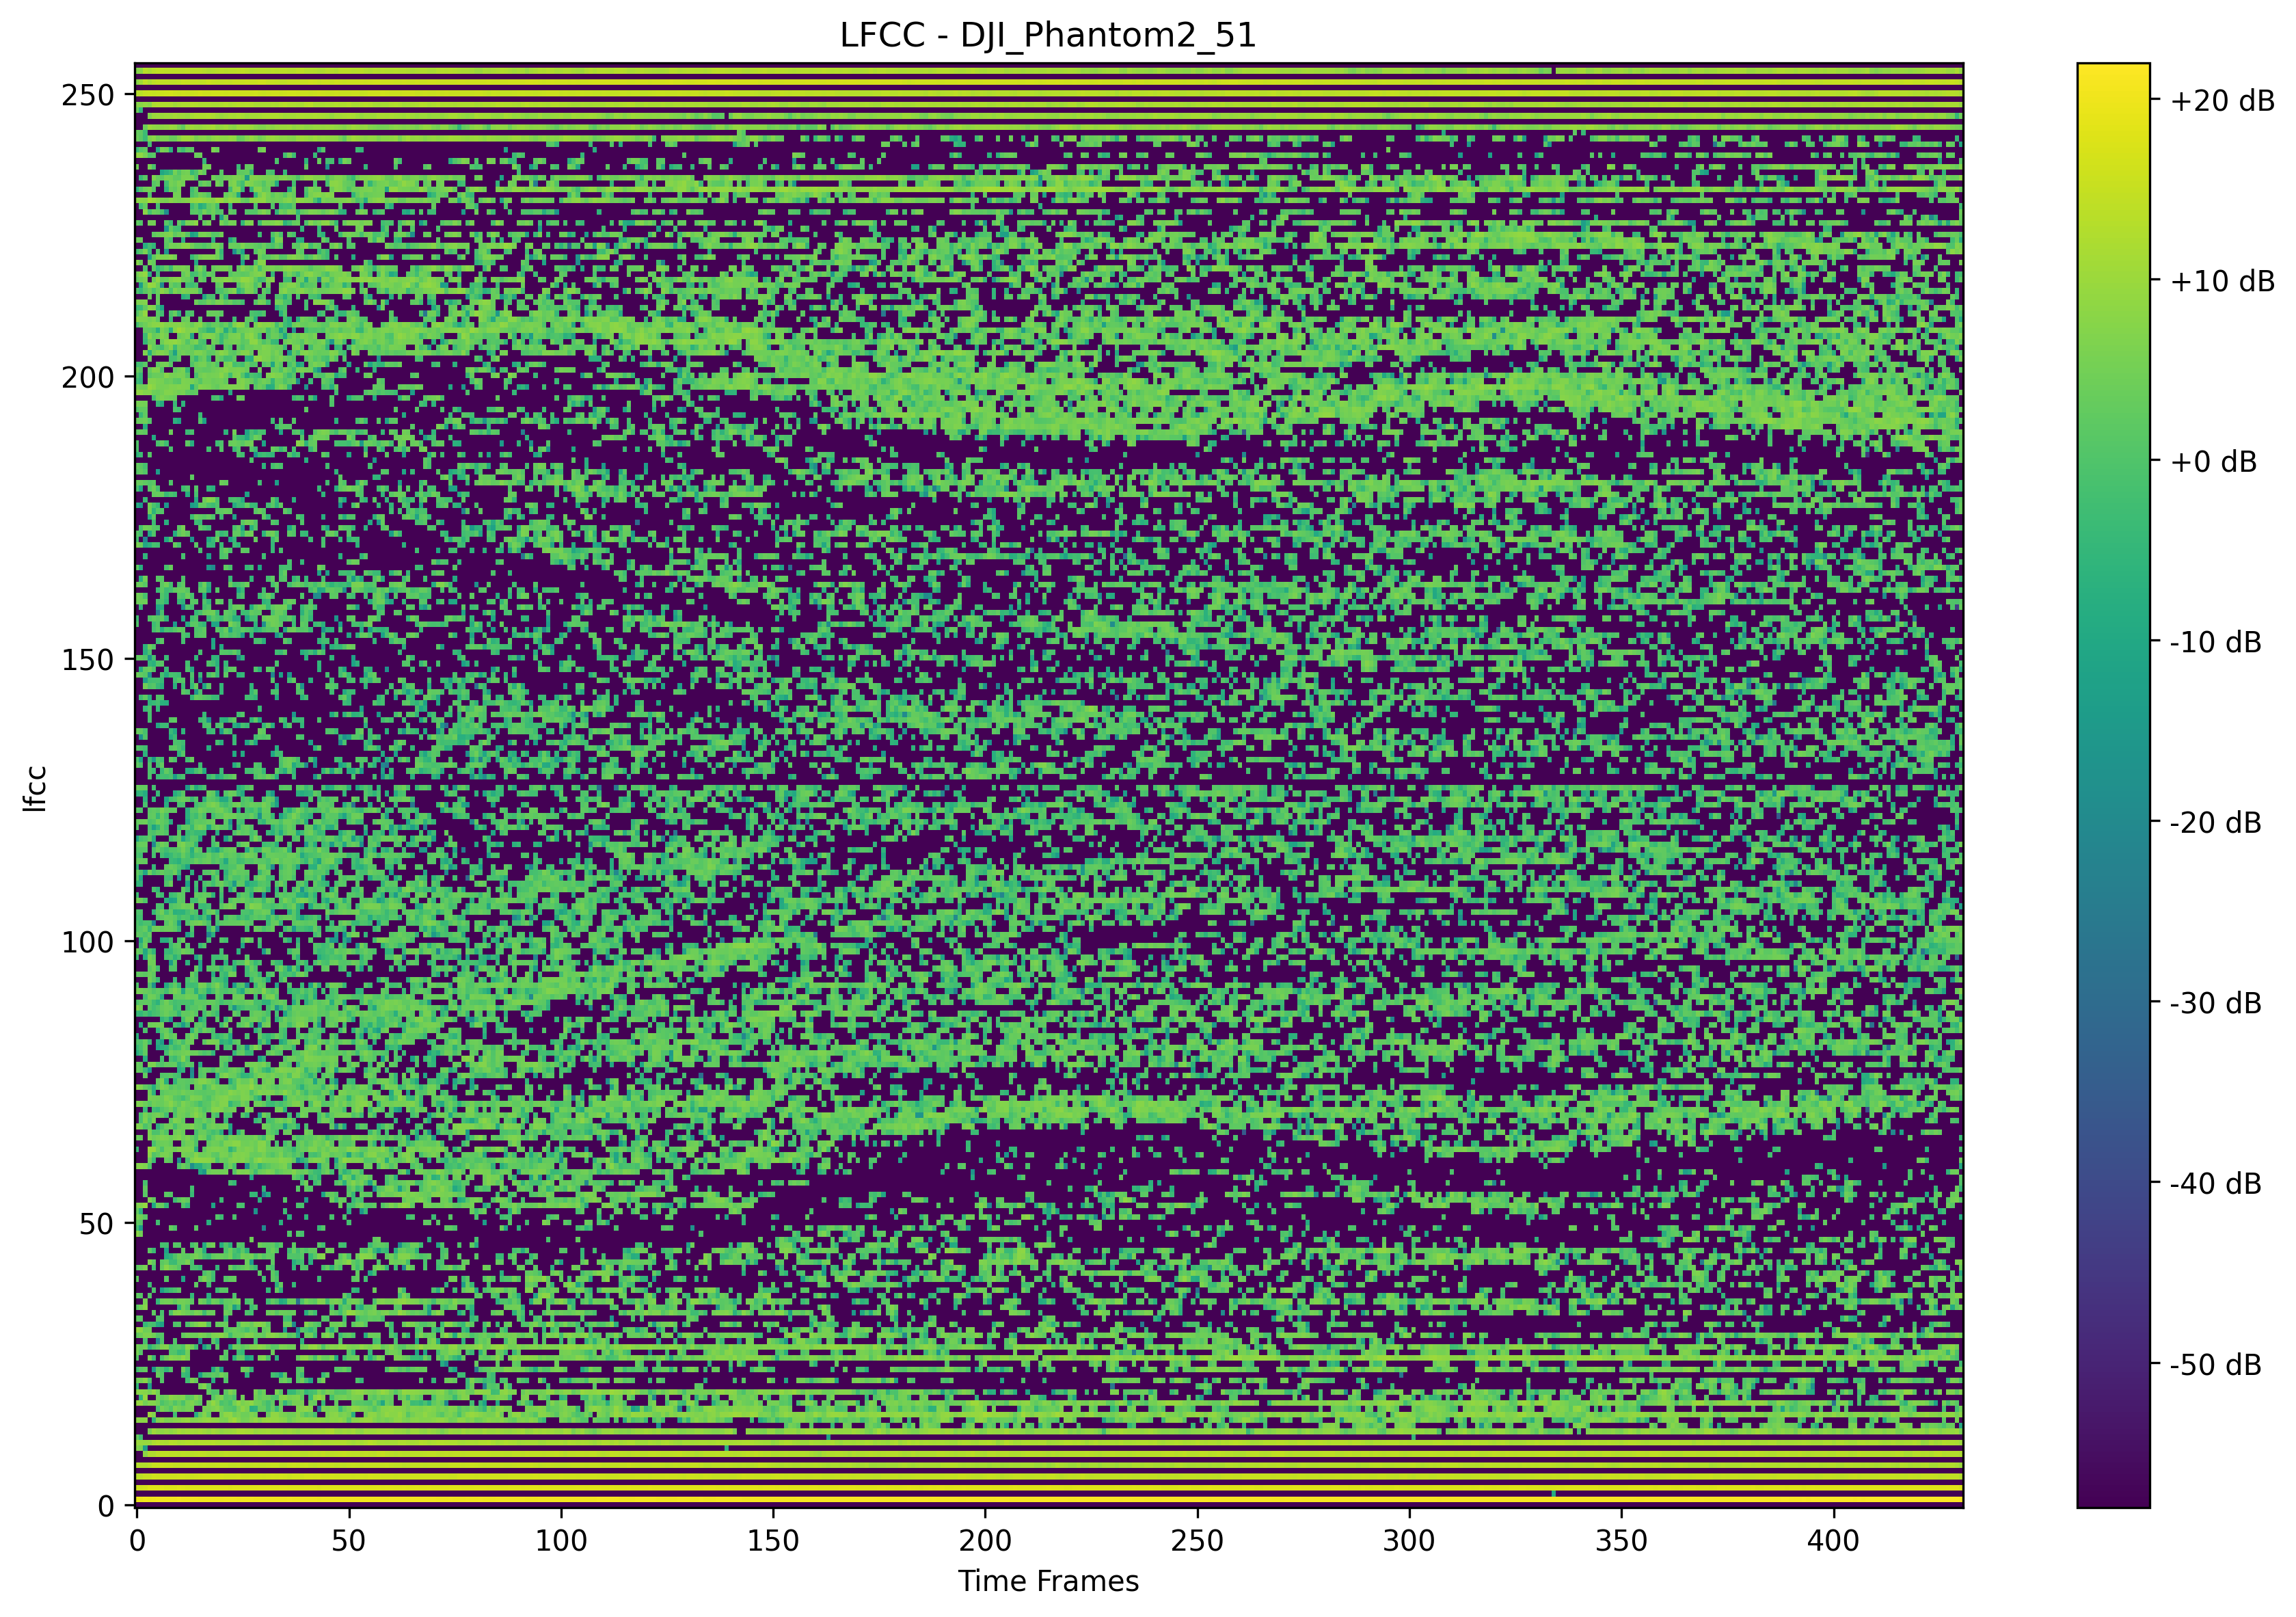 LFCC - DJI_Phantom2_51
250
200
150
100
50
0
lfcc
0 50 100 150 200 250 300 350 400
Time Frames
+20 dB
+10 dB
+0 dB
-10 dB
-20 dB
-30 dB
-40 dB
-50 dB